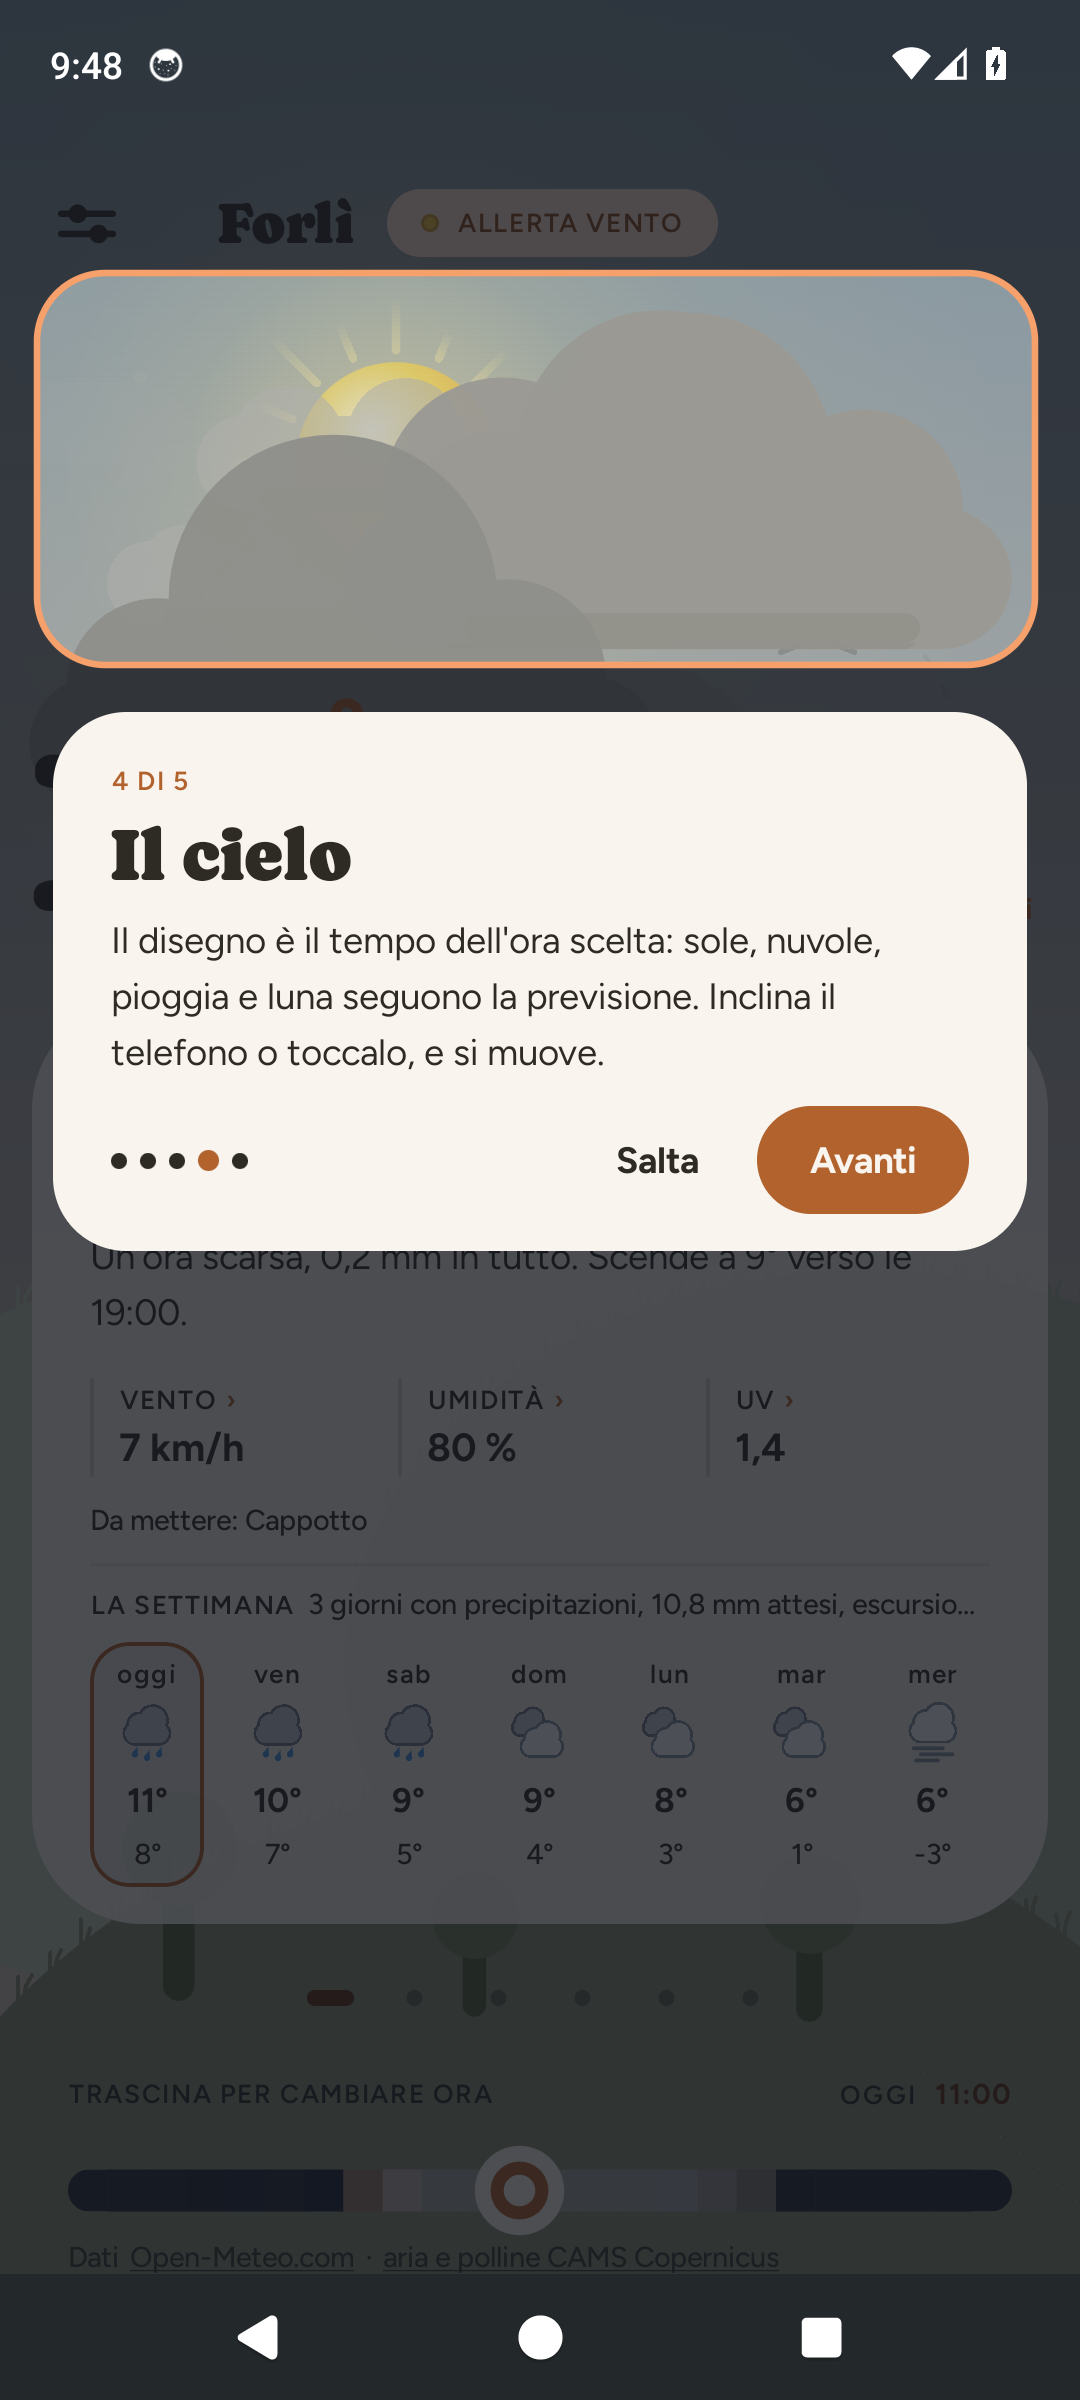 9:48
Forlì
ALLERTA VENTO
4 DI 5
Il cielo
Il disegno è il tempo dell'ora scelta: sole, nuvole,
pioggia e luna seguono la previsione. Inclina il
telefono o toccalo, e si muove.
Salta
Avanti
Un'ora scarsa, 0,2 mm in tutto. Scende a 9° verso le
19:00.
VENTO ›
UMIDITÀ ›
UV ›
7 km/h
80 %
1,4
Da mettere: Cappotto
LA SETTIMANA 3 giorni con precipitazioni, 10,8 mm attesi, escursio...
oggi ven sab dom lun mar mer
11° 10° 9° 9° 8° 6° 6°
8° 7° 5° 4° 3° 1° -3°
TRASCINA PER CAMBIARE ORA
OGGI 11:00
Dati Open-Meteo.com · aria e polline CAMS Copernicus